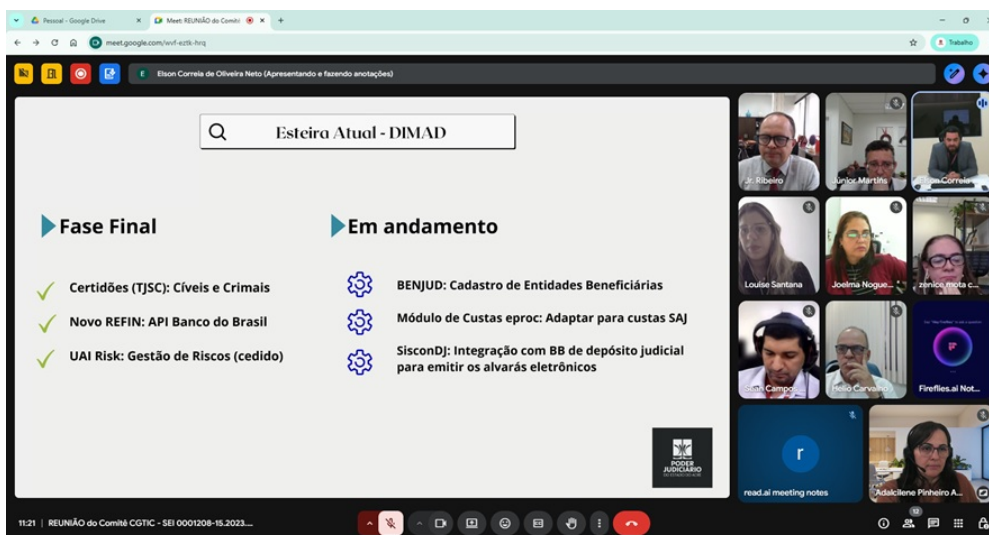 Pessoal - Google Drive
Meet: REUNIÃO do Comitê
meet.google.com/wvf-eztk-hrq
Trabalho
E
Elson Correia de Oliveira Neto (Apresentando e fazendo anotações)
Esteira Atual - DIMAD
Fase Final
Certidões (TJSC): Cíveis e Crimais
Novo REFIN: API Banco do Brasil
UAI Risk: Gestão de Riscos (cedido)
Em andamento
BENJUD: Cadastro de Entidades Beneficiárias
Módulo de Custas eproc: Adaptar para custas SAJ
SisconDJ: Integração com BB de depósito judicial
para emitir os alvarás eletrônicos
PODER
JUDICIÁRIO
Jr. Ribeiro
Júnior Martins
Elson Correia
Louise Santana
Joelma Nogue...
zenice mota c...
Campos
Helio Carvalho
Fireflies.ai Not...
r
read.ai meeting notes
Adalcilene Pinheiro A...
11:21 | REUNIÃO do Comitê CGTIC - SEI 0001208-15.2023....
12